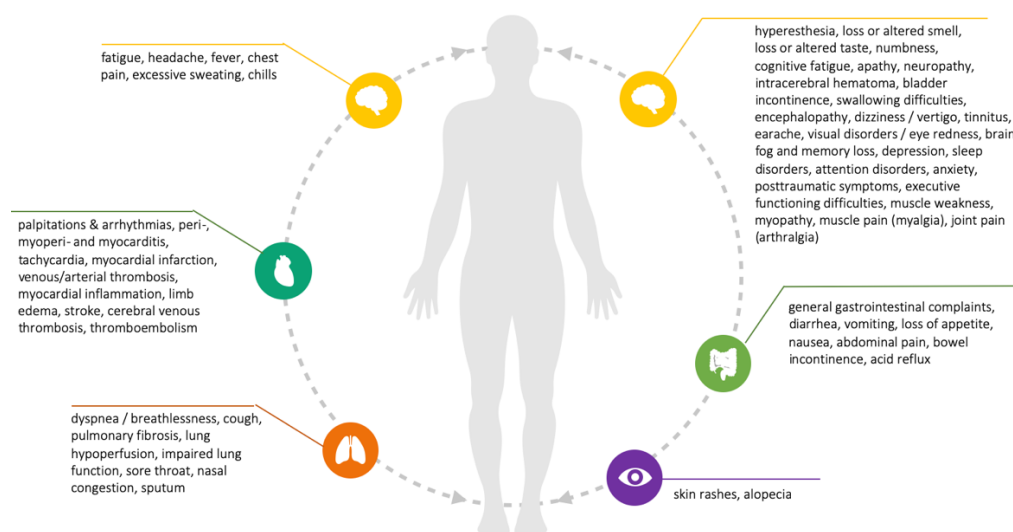 fatigue, headache, fever, chest
pain, excessive sweating, chills
hyperesthesia, loss or altered smell,
loss or altered taste, numbness,
cognitive fatigue, apathy, neuropathy,
intracerebral hematoma, bladder
incontinence, swallowing difficulties,
encephalopathy, dizziness / vertigo, tinnitus,
earache, visual disorders / eye redness, brain
fog and memory loss, depression, sleep
disorders, attention disorders, anxiety,
posttraumatic symptoms, executive
functioning difficulties, muscle weakness,
myopathy, muscle pain (myalgia), joint pain
(arthralgia)
palpitations & arrhythmias, peri-,
myoperi- and myocarditis,
tachycardia, myocardial infarction,
venous/arterial thrombosis,
myocardial inflammation, limb
edema, stroke, cerebral venous
thrombosis, thromboembolism
general gastrointestinal complaints,
diarrhea, vomiting, loss of appetite,
nausea, abdominal pain, bowel
incontinence, acid reflux
dyspnea / breathlessness, cough,
pulmonary fibrosis, lung
hypoperfusion, impaired lung
function, sore throat, nasal
congestion, sputum
skin rashes, alopecia